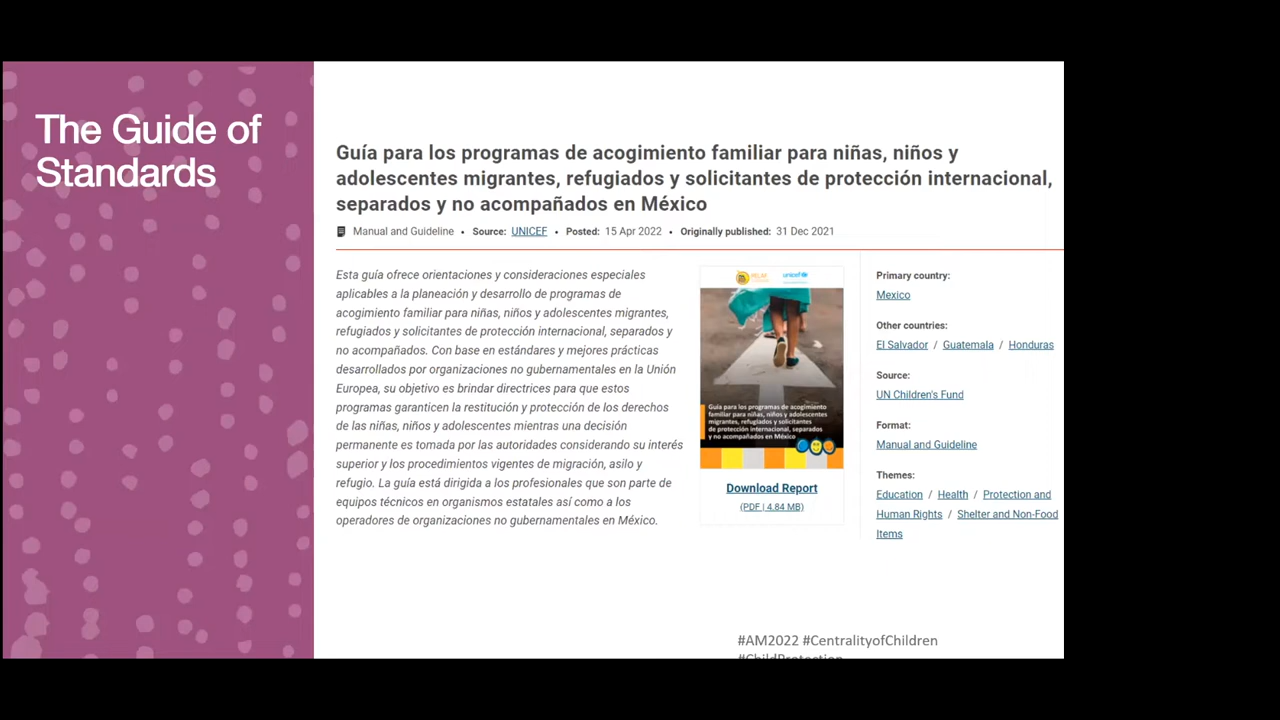 The Guide of
Standards
Guía para los programas de acogimiento familiar para niñas, niños y
adolescentes migrantes, refugiados y solicitantes de protección internacional,
separados y no acompañados en México
Manual and Guideline • Source: UNICEF • Posted: 15 Apr 2022 • Originally published: 31 Dec 2021
Esta guía ofrece orientaciones y consideraciones especiales
aplicables a la planeación y desarrollo de programas de
acogimiento familiar para niñas, niños y adolescentes migrantes,
refugiados y solicitantes de protección internacional, separados y
no acompañados. Con base en estándares y mejores prácticas
desarrollados por organizaciones no gubernamentales en la Unión
Europea, su objetivo es brindar directrices para que estos
programas garanticen la restitución y protección de los derechos
de las niñas, niños y adolescentes mientras una decisión
permanente es tomada por las autoridades considerando su interés
superior y los procedimientos vigentes de migración, asilo y
refugio. La guía está dirigida a los profesionales que son parte de
equipos técnicos en organismos estatales así como a los
operadores de organizaciones no gubernamentales en México.
unicef
Guía para los programas de acogimiento
familiar para niñas, niños y adolescentes
migrantes, refugiados y solicitantes
de protección internacional, separados
y no acompañados en México
Download Report
(PDF | 4.84 MB)
Primary country:
Mexico
Other countries:
El Salvador / Guatemala / Honduras
Source:
UN Children's Fund
Format:
Manual and Guideline
Themes:
Education / Health / Protection and
Human Rights / Shelter and Non-Food
Items
#AM2022 #CentralityofChildren
#ChildProtection